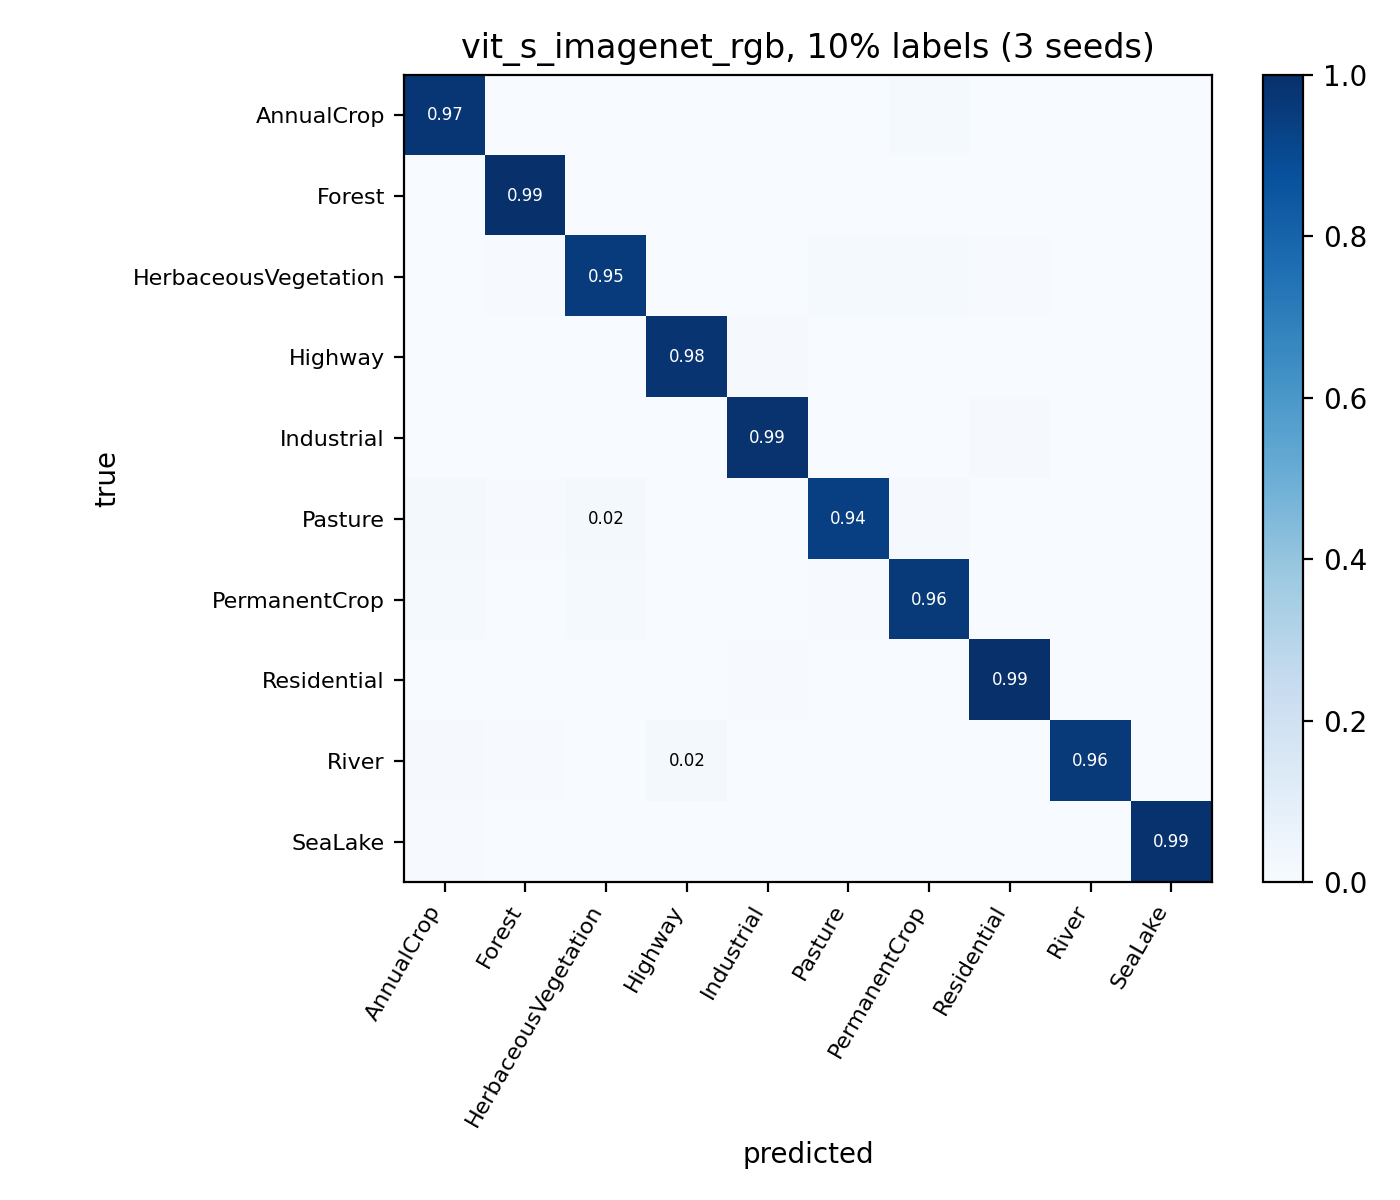 vit_s_imagenet_rgb, 10% labels (3 seeds)
AnnualCrop 0.97
Forest 0.99
HerbaceousVegetation 0.95
Highway 0.98
Industrial 0.99
Pasture 0.02 0.94
PermanentCrop 0.96
Residential 0.99
River 0.02 0.96
SeaLake 0.99
true
AnnualCrop
Forest
HerbaceousVegetation
Highway
Industrial
Pasture
PermanentCrop
Residential
River
SeaLake
predicted
1.0
0.8
0.6
0.4
0.2
0.0